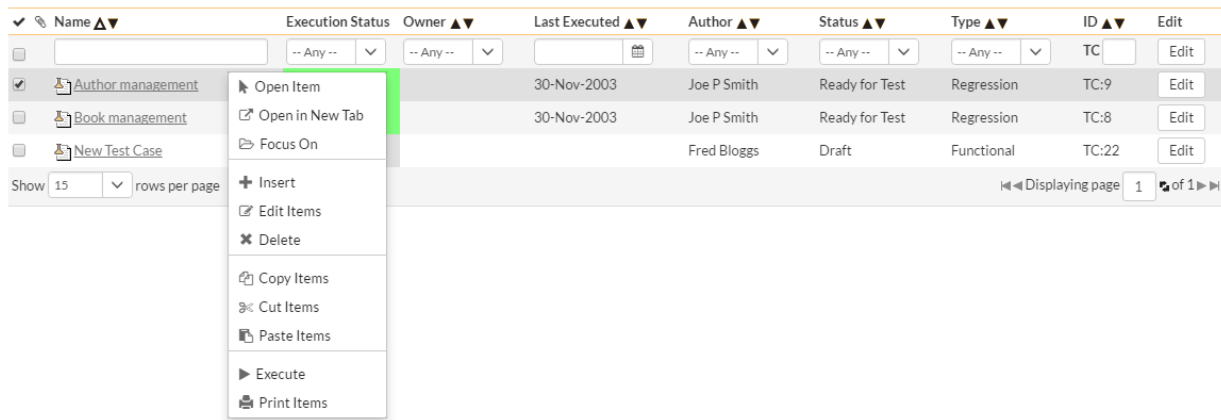 Name Execution Status Owner Last Executed Author Status Type ID Edit
-- Any -- -- Any -- -- Any -- -- Any -- -- Any -- TC Edit
Author management 30-Nov-2003 Joe P Smith Ready for Test Regression TC:9 Edit
Book management 30-Nov-2003 Joe P Smith Ready for Test Regression TC:8 Edit
New Test Case Fred Bloggs Draft Functional TC:22 Edit
Show 15 rows per page Displaying page 1 of 1
Open Item
Open in New Tab
Focus On
Insert
Edit Items
Delete
Copy Items
Cut Items
Paste Items
Execute
Print Items